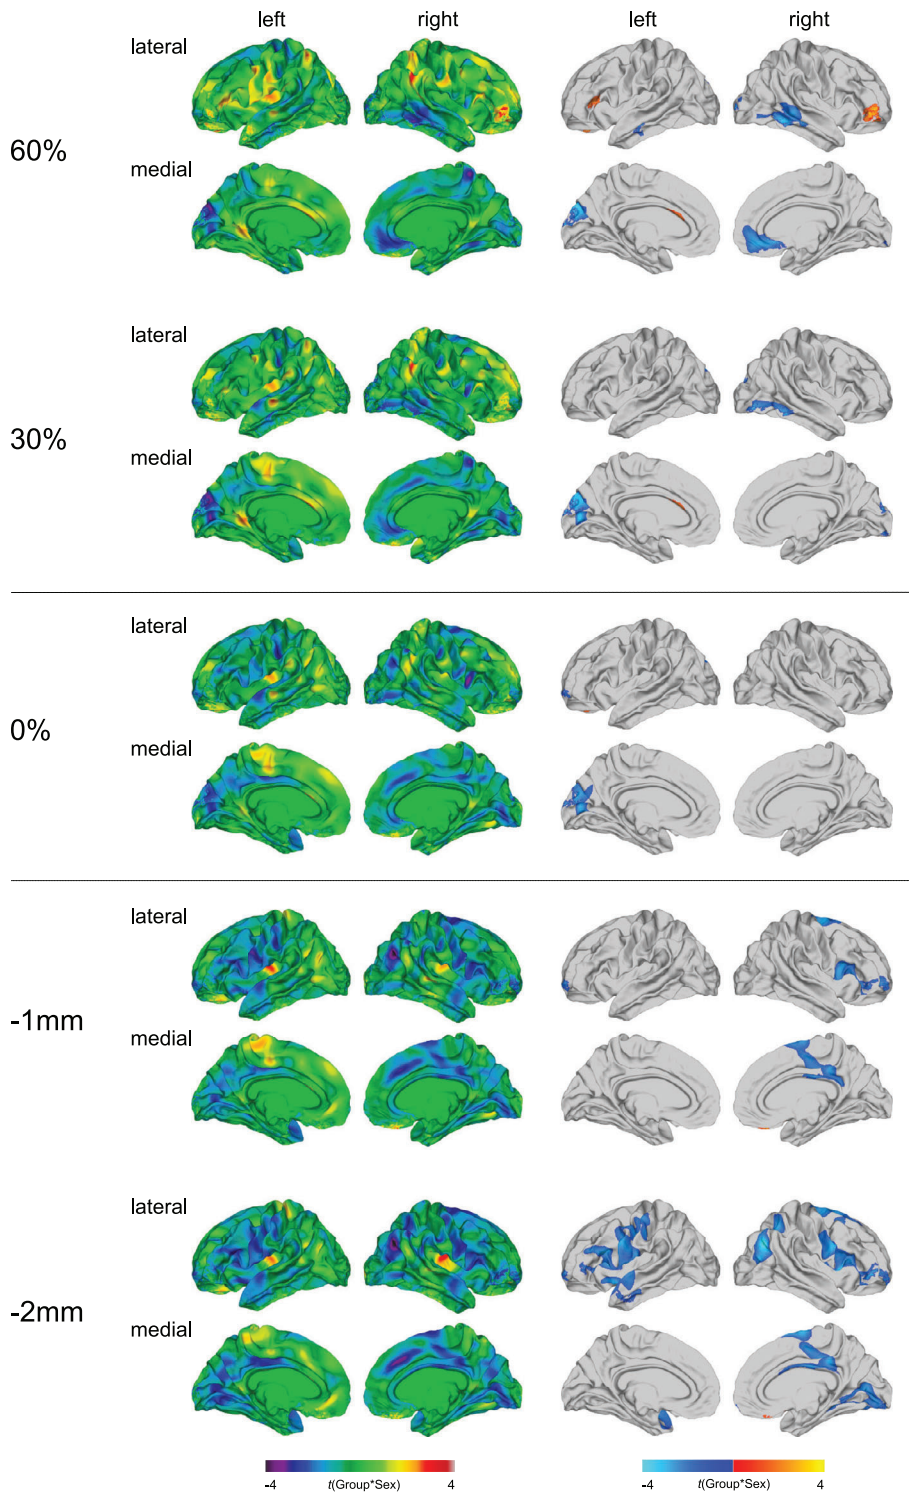 left right left right
lateral
60%
medial
lateral
30%
medial
lateral
0%
medial
lateral
-1mm
medial
lateral
-2mm
medial
-4 t(Group*Sex) 4 -4 t(Group*Sex) 4